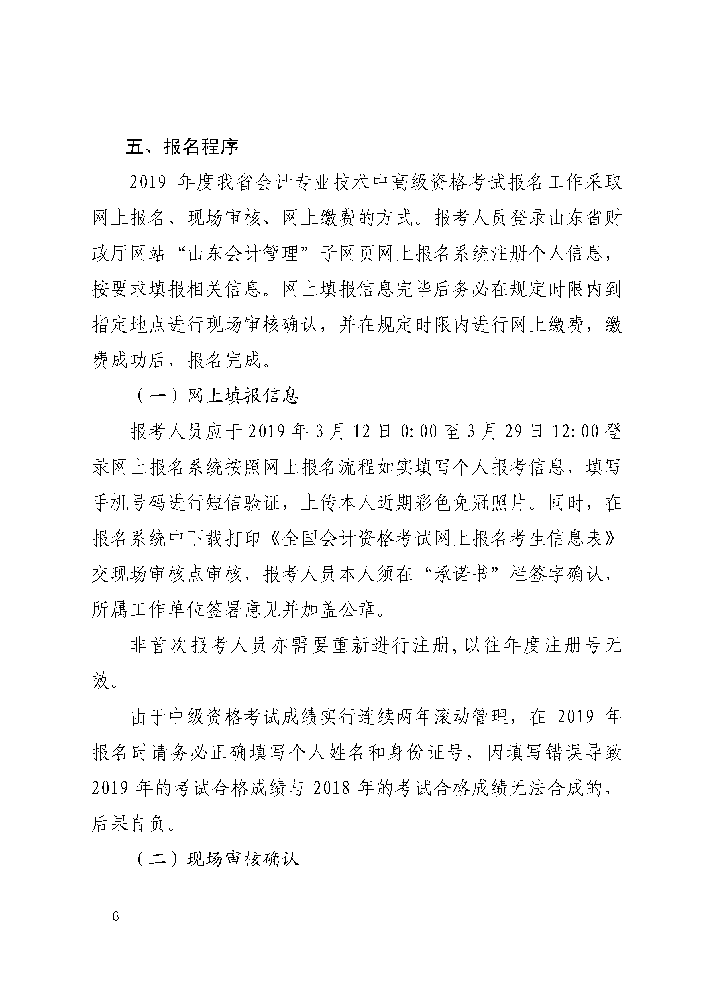 五、报名程序
2019 年度我省会计专业技术中高级资格考试报名工作采取
网上报名、现场审核、网上缴费的方式。报考人员登录山东省财
政厅网站“山东会计管理”子网页网上报名系统注册个人信息，
按要求填报相关信息。网上填报信息完毕后务必在规定时限内到
指定地点进行现场审核确认，并在规定时限内进行网上缴费，缴
费成功后，报名完成。
（一）网上填报信息
报考人员应于 2019 年 3 月 12 日 0:00 至 3 月 29 日 12:00 登
录网上报名系统按照网上报名流程如实填写个人报考信息，填写
手机号码进行短信验证，上传本人近期彩色免冠照片。同时，在
报名系统中下载打印《全国会计资格考试网上报名考生信息表》
交现场审核点审核，报考人员本人须在“承诺书”栏签字确认，
所属工作单位签署意见并加盖公章。
非首次报考人员亦需要重新进行注册,以往年度注册号无
效。
由于中级资格考试成绩实行连续两年滚动管理，在 2019 年
报名时请务必正确填写个人姓名和身份证号，因填写错误导致
2019 年的考试合格成绩与 2018 年的考试合格成绩无法合成的，
后果自负。
（二）现场审核确认
— 6 —